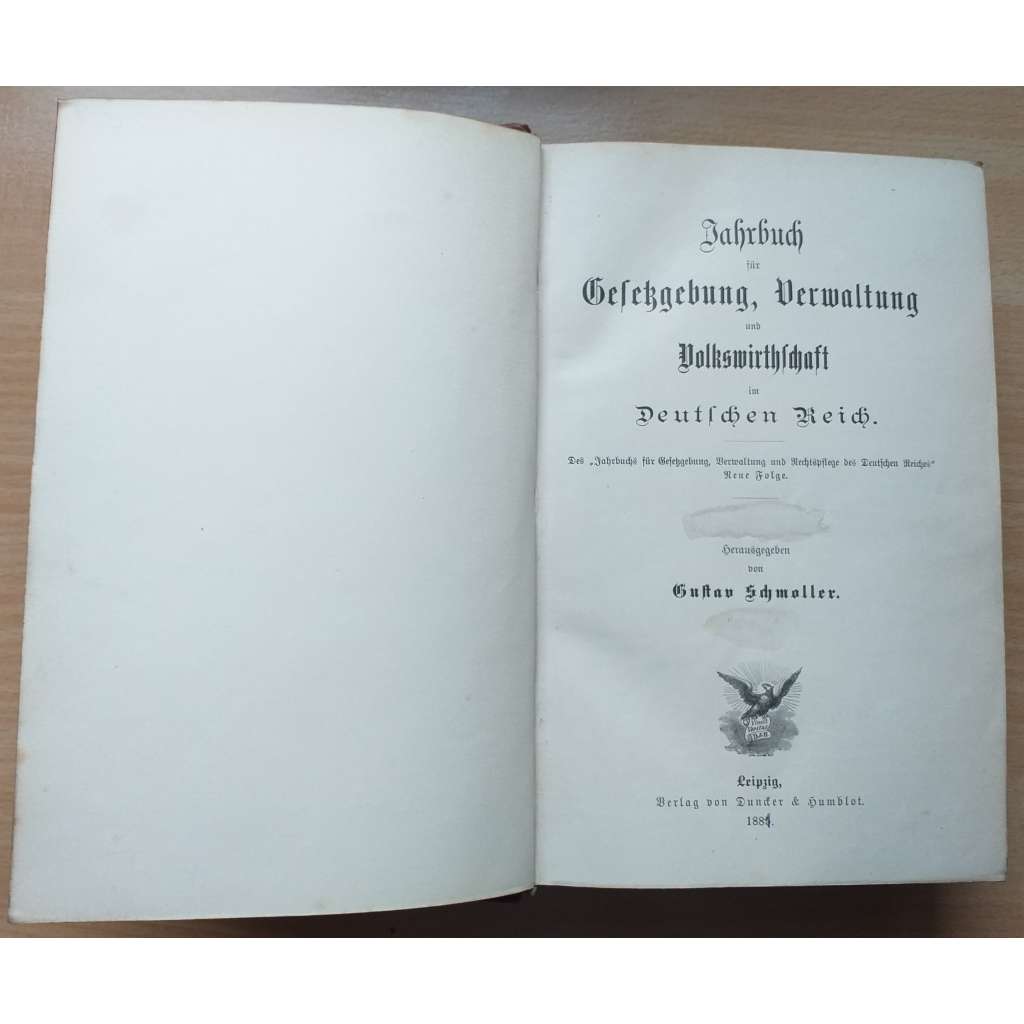 Jahrbuch
für
Geſetzgebung, Verwaltung
und
Volkswirthſchaft
im
Deutſchen Reich.
Des „Jahrbuchs für Geſetzgebung, Verwaltung und Rechtspflege des Deutſchen Reiches“
Neue Folge.
Herausgegeben
von
Guſtav Schmoller.
Leipzig,
Verlag von Duncker & Humblot.